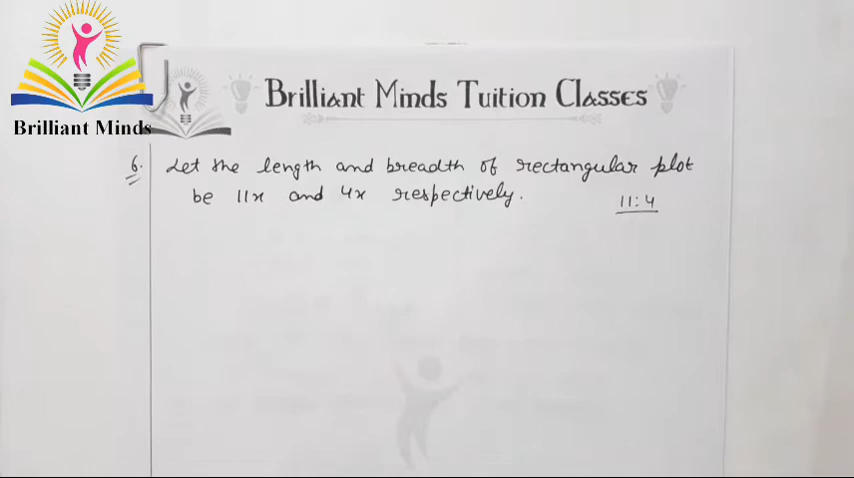 Brilliant Minds Tuition Classes
Brilliant Minds
6. Let the length and breadth of rectangular plot
be 11x and 4x respectively.
11:4